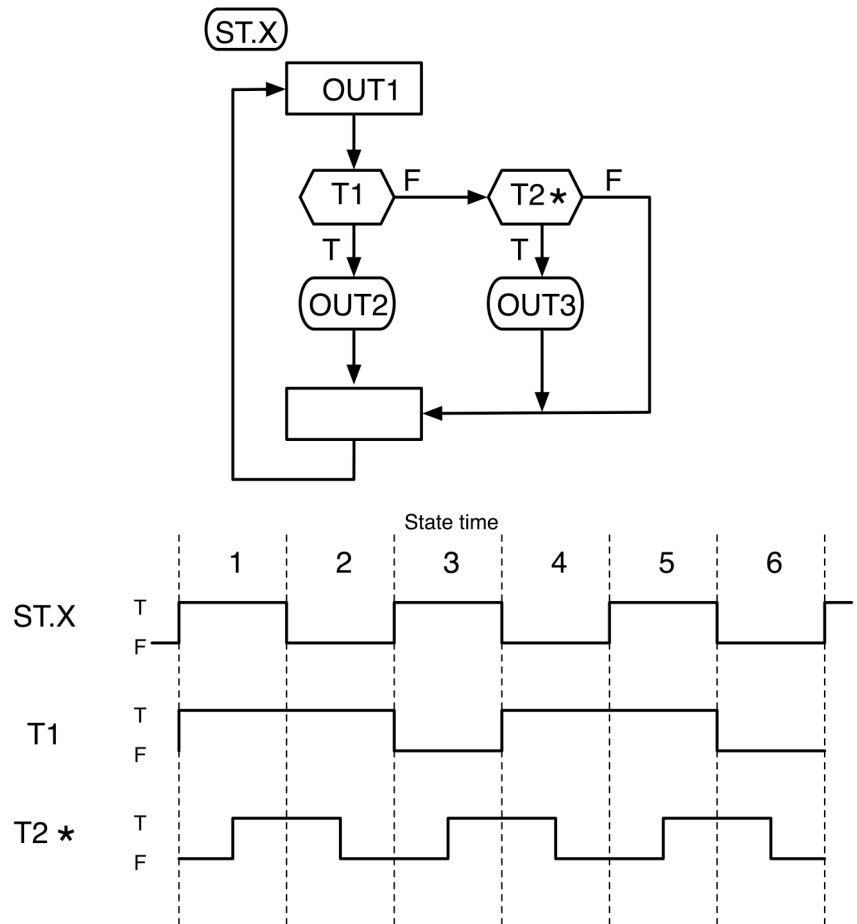 ST.X
OUT1
T1 F T2* F
T T
OUT2 OUT3
State time
1 2 3 4 5 6
ST.X T
F
T1 T
F
T2 * T
F